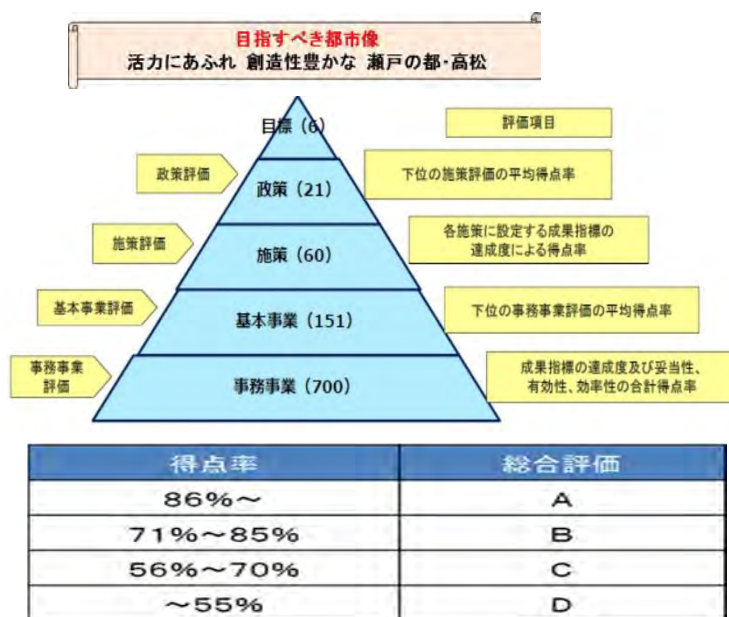 目指すべき都市像
活力にあふれ 創造性豊かな 瀬戸の都・高松
目標（6）
評価項目
政策評価
政策（21）
下位の施策評価の平均得点率
施策評価
施策（60）
各施策に設定する成果指標の
達成度による得点率
基本事業評価
基本事業（151）
下位の事務事業評価の平均得点率
事務事業
評価
事務事業（700）
成果指標の達成度及び妥当性、
有効性、効率性の合計得点率
得点率 総合評価
86%～ A
71%～85% B
56%～70% C
～55% D